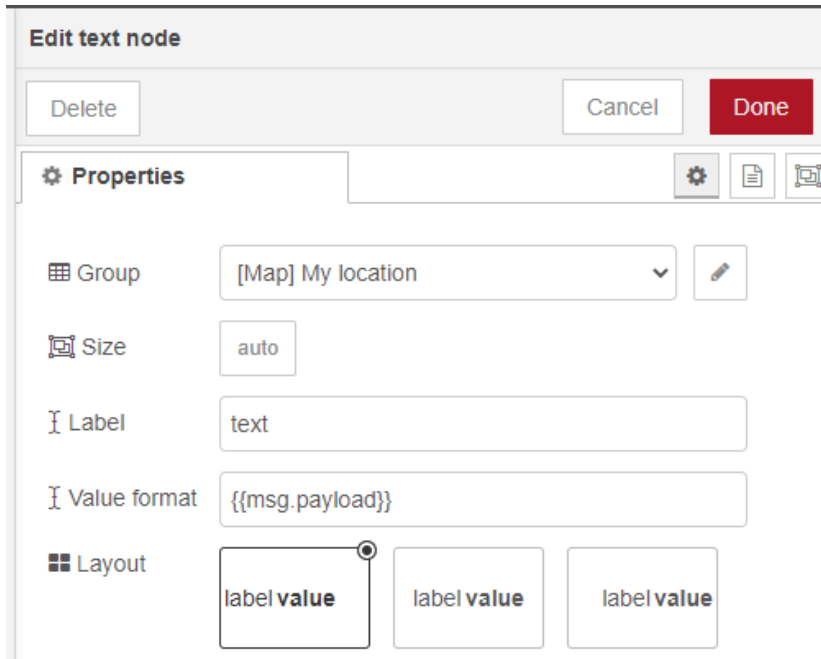 Edit text node
Delete Cancel Done
Properties
Group [Map] My location
Size auto
Label text
Value format {{msg.payload}}
Layout label value label value label value